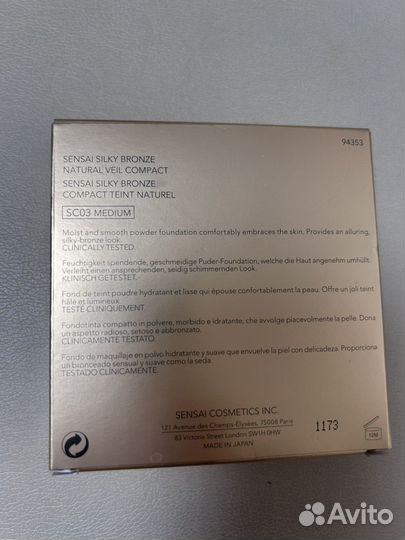 94353
SENSAI SILKY BRONZE
NATURAL VEIL COMPACT
SENSAI SILKY BRONZE
COMPACT TEINT NATUREL
SC03 MEDIUM
Moist and smooth powder foundation comfortably embraces the skin. Provides an alluring,
silky-bronze look.
CLINICALLY TESTED.
Feuchtigkeit spendende, geschmeidige Puder-Foundation, welche die Haut angenehm umhüllt.
Verleiht einen ansprechenden, seidig schimmernden Look.
KLINISCH GETESTET.
Fond de teint poudre hydratant et lisse qui épouse confortablement la peau. Offre un joli teint
hâlé et lumineux.
TESTE CLINIQUEMENT.
Fondotinta compatto in polvere, morbido e idratante, che avvolge piacevolmente la pelle. Dona
un aspetto radioso, setoso e abbronzato.
CLINICAMENTE TESTATO.
Fondo de maquillaje en polvo hidratante y suave que envuelve la piel con delicadeza. Proporciona
un bronceado sensual y suave como la seda.
TESTADO CLÍNICAMENTE.
SENSAI COSMETICS INC.
121 Avenue des Champs-Elysées, 75008 Paris
83 Victoria Street London SW1H 0HW
MADE IN JAPAN
1173
12M
Avito